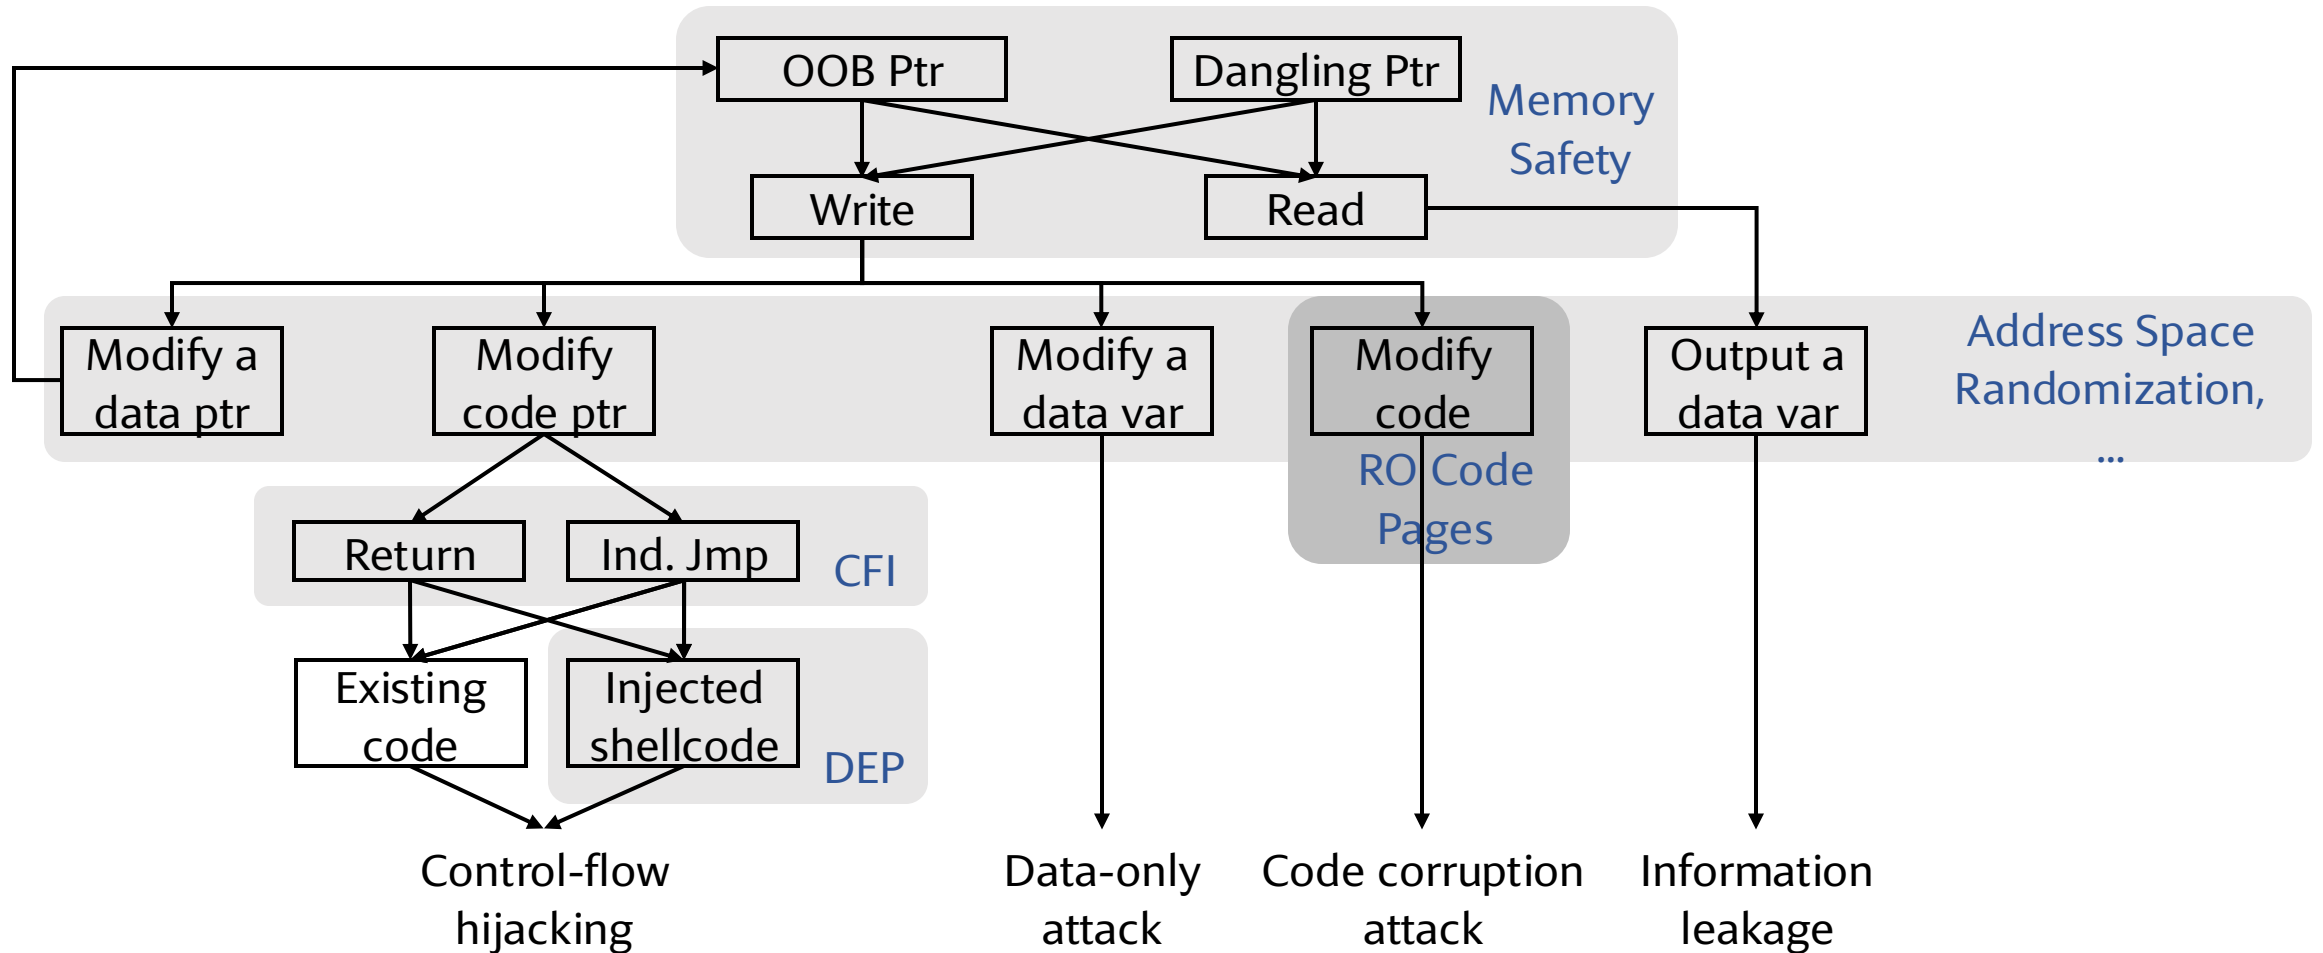 OOB Ptr
Dangling Ptr
Memory
Safety
Write
Read
Modify a
data ptr
Modify
code ptr
Modify a
data var
Modify
code
Output a
data var
Address Space
Randomization,
...
RO Code
Pages
Return
Ind. Jmp
CFI
Existing
code
Injected
shellcode
DEP
Control-flow
hijacking
Data-only
attack
Code corruption
attack
Information
leakage